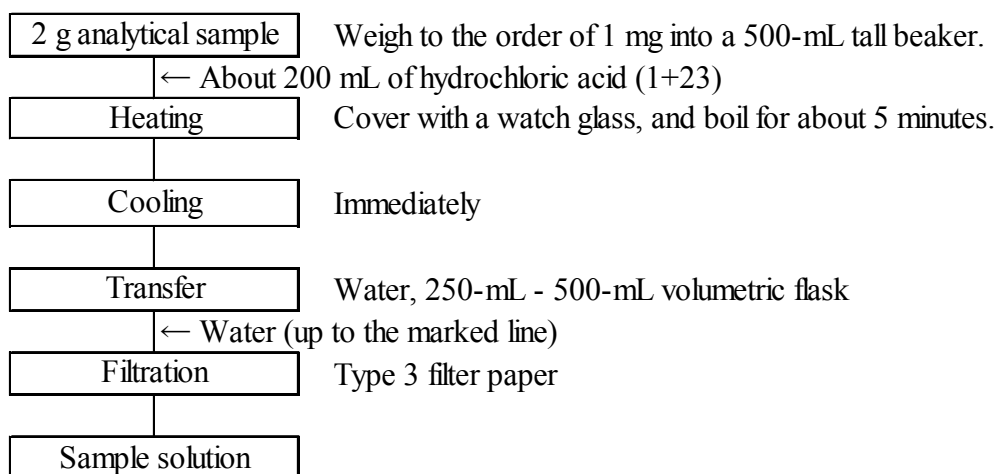 2 g analytical sample Weigh to the order of 1 mg into a 500-mL tall beaker.
← About 200 mL of hydrochloric acid (1+23)
Heating Cover with a watch glass, and boil for about 5 minutes.
Cooling Immediately
Transfer Water, 250-mL - 500-mL volumetric flask
← Water (up to the marked line)
Filtration Type 3 filter paper
Sample solution